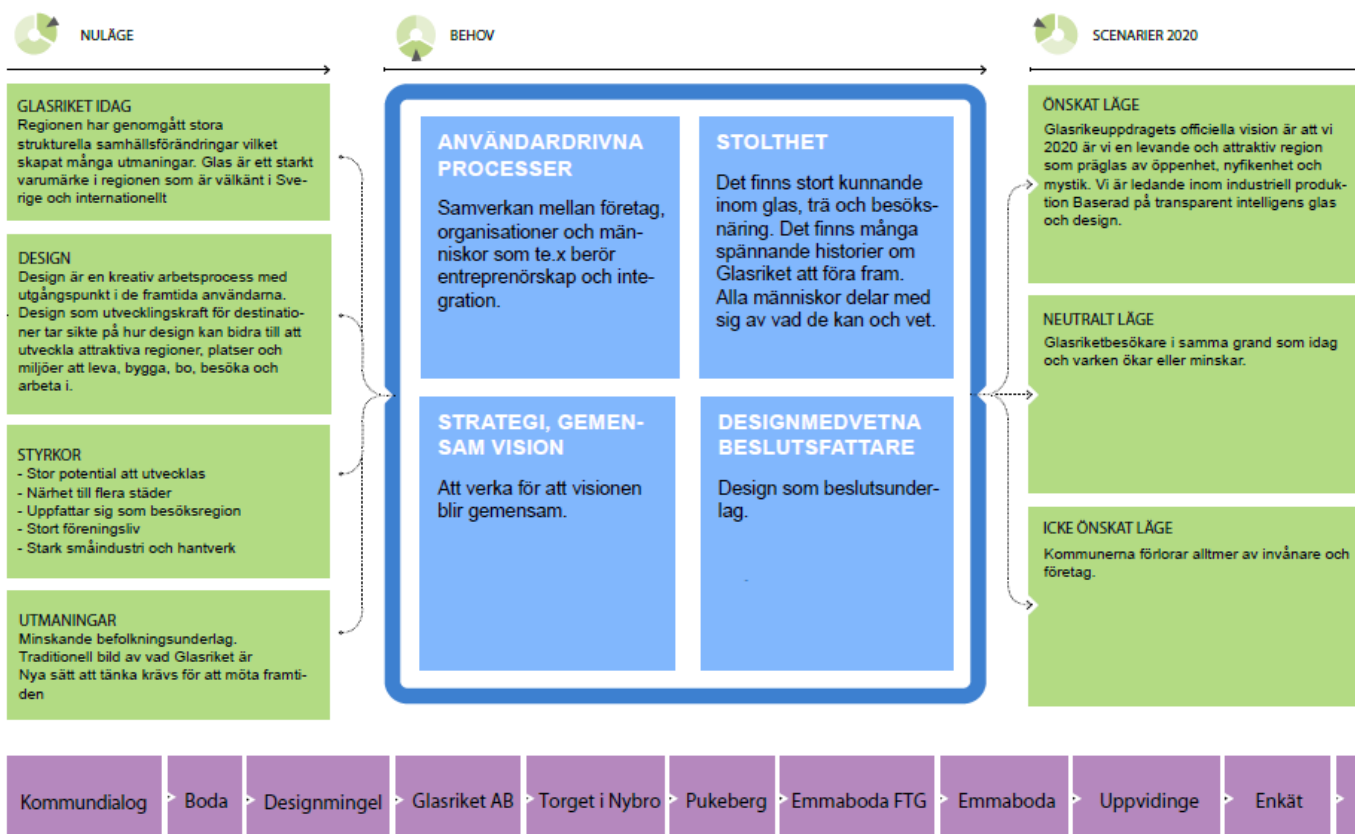 NULÄGE
GLASRIKET IDAG
Regionen har genomgått stora
strukturella samhällsförändringar vilket
skapat många utmaningar. Glas är ett starkt
varumärke i regionen som är välkänt i Sve-
rige och internationellt
DESIGN
Design är en kreativ arbetsprocess med
utgångspunkt i de framtida användarna.
Design som utvecklingskraft för destinatio-
ner tar sikte på hur design kan bidra till att
utveckla attraktiva regioner, platser och
miljöer att leva, bygga, bo, besöka och
arbeta i.
STYRKOR
- Stor potential att utvecklas
- Närhet till flera städer
- Uppfattar sig som besöksregion
- Stort föreningsliv
- Stark småindustri och hantverk
UTMANINGAR
Minskande befolkningsunderlag.
Traditionell bild av vad Glasriket är
Nya sätt att tänka krävs för att möta framti-
den
BEHOV
ANVÄNDARDRIVNA
PROCESSER
Samverkan mellan företag,
organisationer och män-
niskor som te.x berör
entreprenörskap och inte-
gration.
STOLTHET
Det finns stort kunnande
inom glas, trä och besöks-
näring. Det finns många
spännande historier om
Glasriket att föra fram.
Alla människor delar med
sig av vad de kan och vet.
STRATEGI, GEMEN-
SAM VISION
Att verka för att visionen
blir gemensam.
DESIGNMEDVETNA
BESLUTSFATTARE
Design som beslutsunder-
lag.
SCENARIER 2020
ÖNSKAT LÄGE
Glasrikeuppdragets officiella vision är att vi
2020 är vi en levande och attraktiv region
som präglas av öppenhet, nyfikenhet och
mystik. Vi är ledande inom industriell produk-
tion Baserad på transparent intelligens glas
och design.
NEUTRALT LÄGE
Glasriketbesökare i samma grand som idag
och varken ökar eller minskar.
ICKE ÖNSKAT LÄGE
Kommunerna förlorar alltmer av invånare och
företag.
Kommundialog
Boda
Designmingel
Glasriket AB
Torget i Nybro
Pukeberg
Emmaboda FTG
Emmaboda
Uppvidinge
Enkät